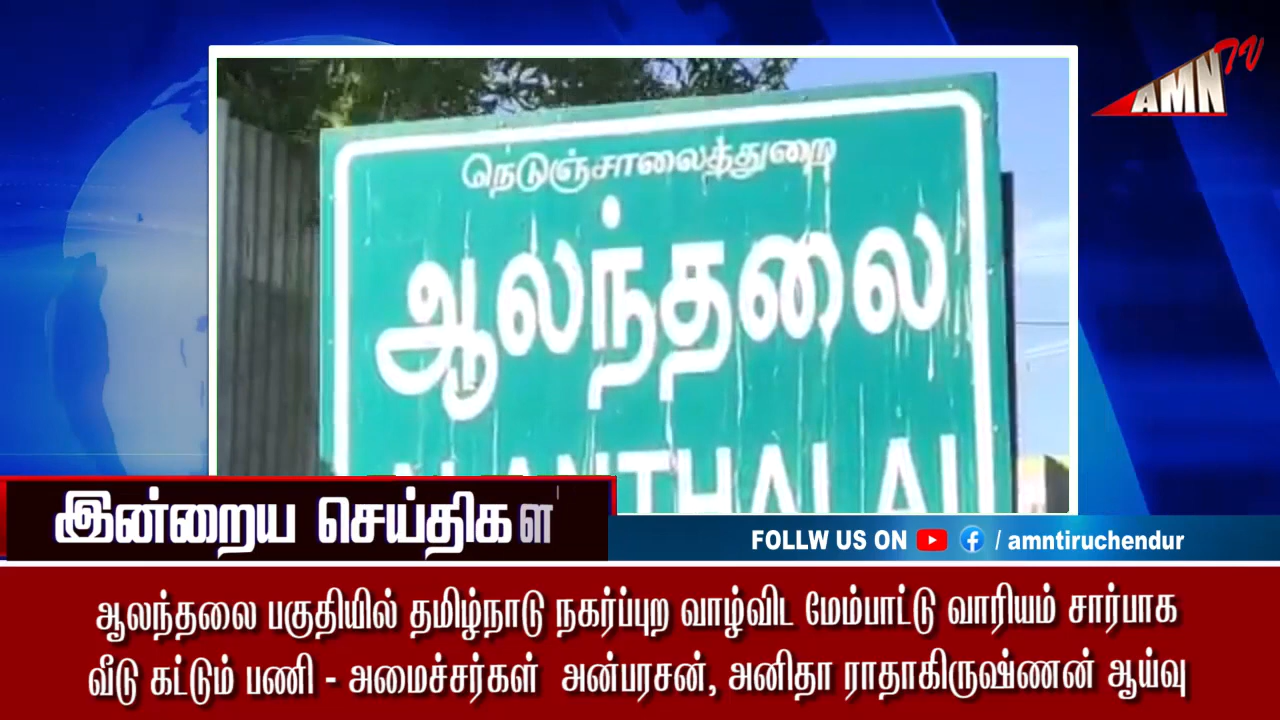 AMN TV
நெடுஞ்சாலைத்துறை
ஆலந்தலை
ALANTHALAI
இன்றைய செய்திகள்
FOLLW US ON / amntiruchendur
ஆலந்தலை பகுதியில் தமிழ்நாடு நகர்ப்புற வாழ்விட மேம்பாட்டு வாரியம் சார்பாக
வீடு கட்டும் பணி - அமைச்சர்கள் அன்பரசன், அனிதா ராதாகிருஷ்ணன் ஆய்வு